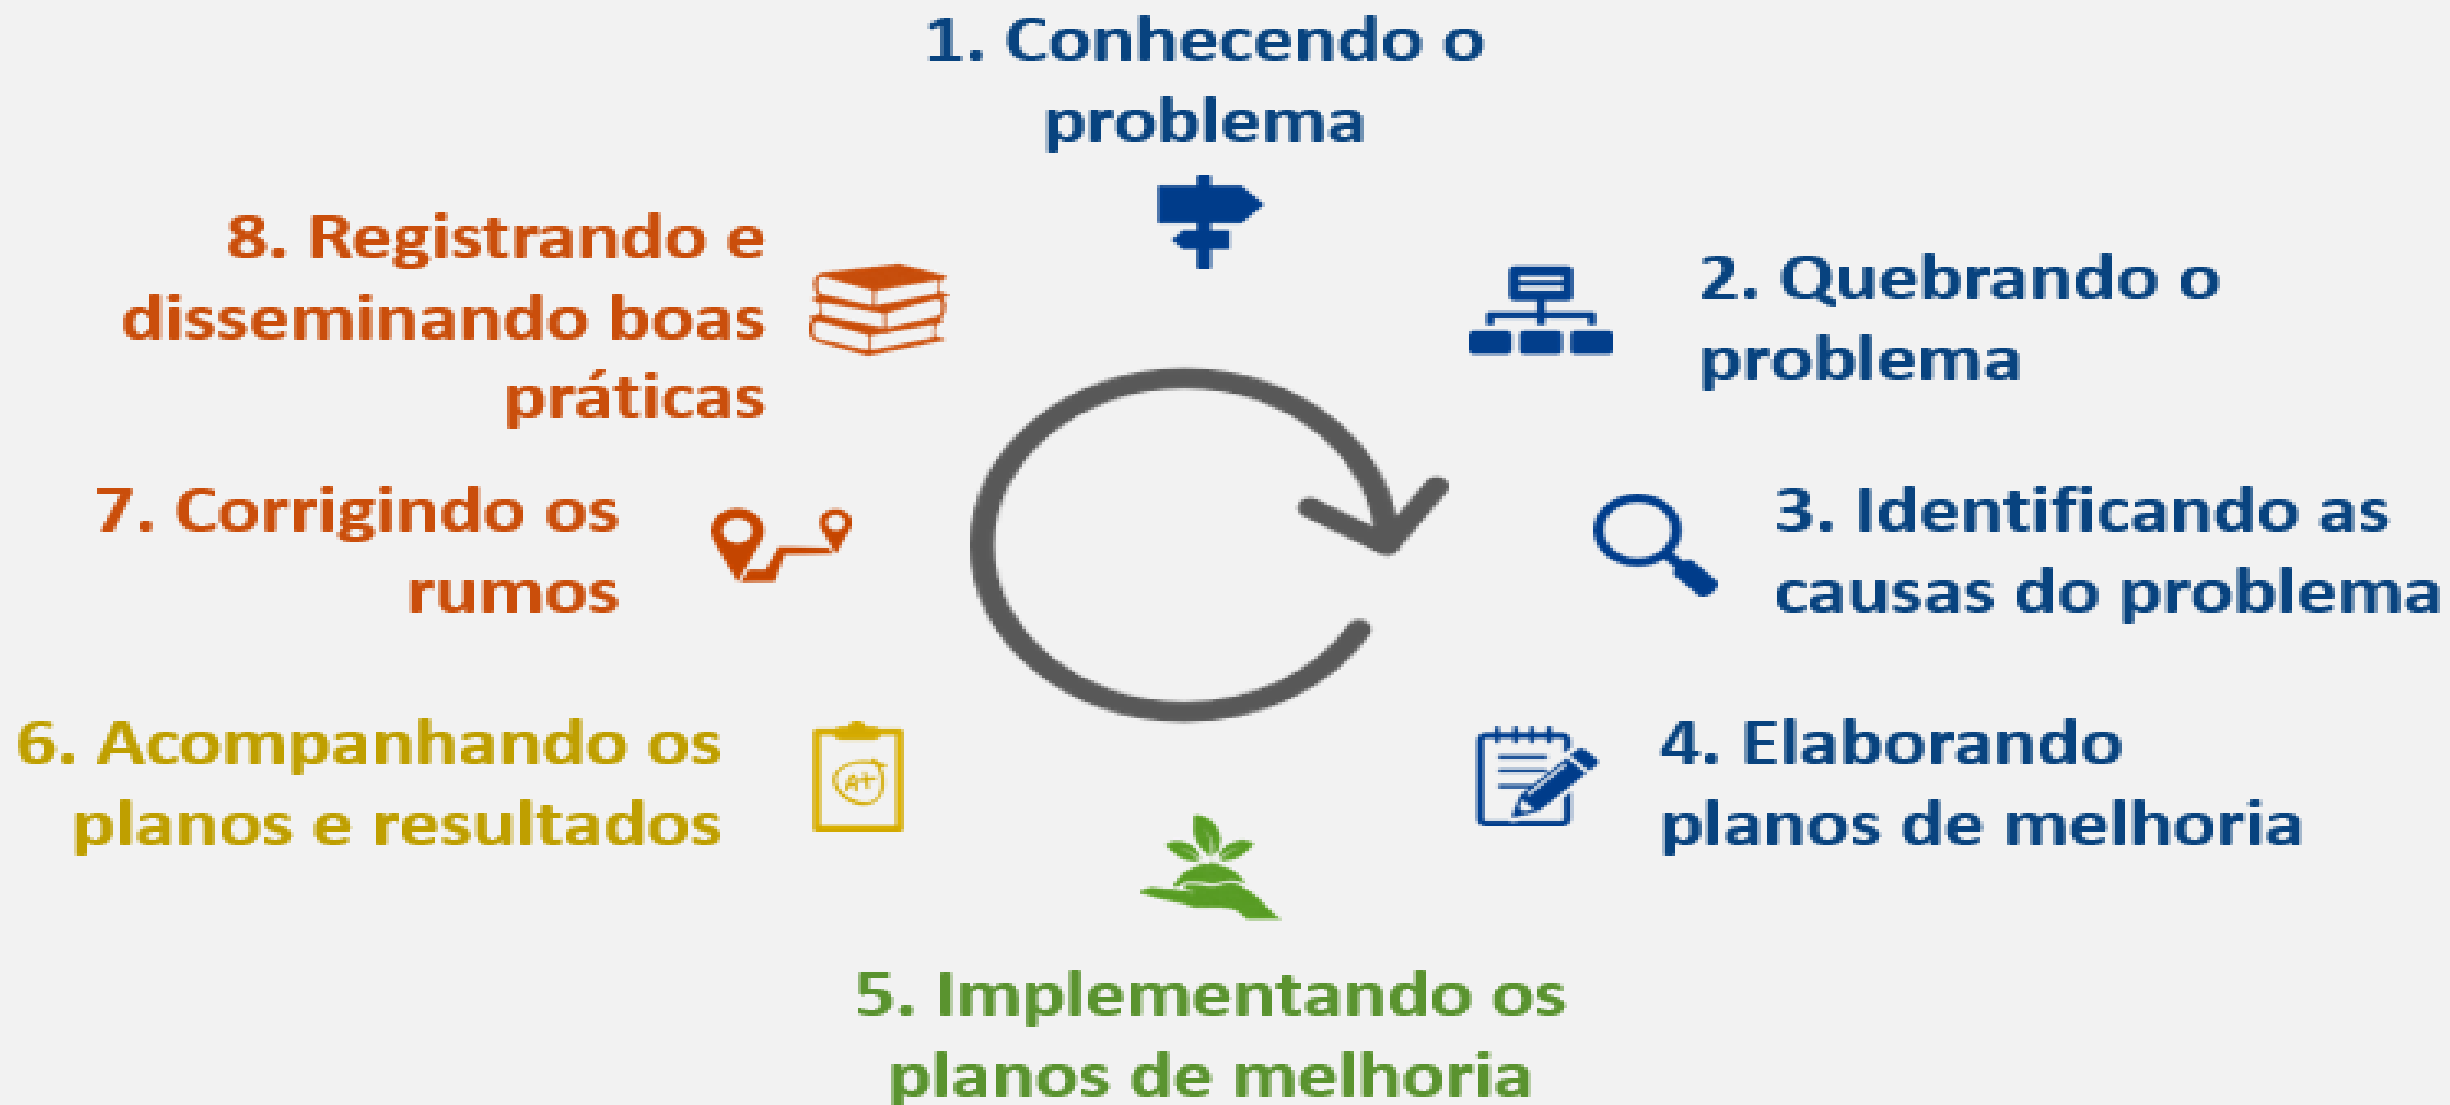 1. Conhecendo o
problema
2. Quebrando o
problema
3. Identificando as
causas do problema
4. Elaborando
planos de melhoria
5. Implementando os
planos de melhoria
6. Acompanhando os
planos e resultados
A+
7. Corrigindo os
rumos
8. Registrando e
disseminando boas
práticas